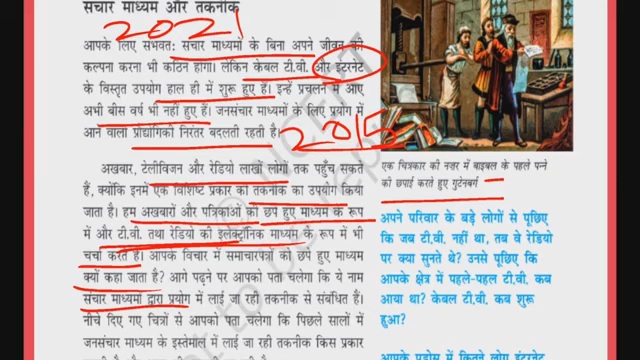 संचार माध्यम और तकनीक
2021
आपके लिए संभवतः संचार माध्यमों के बिना अपने जीवन की
कल्पना करना भी कठिन होगा। लेकिन केबल टी.वी. और इंटरनेट
के विस्तृत उपयोग हाल ही में शुरू हुए हैं। इन्हें प्रचलन में आए
अभी बीस वर्ष भी नहीं हुए हैं। जनसंचार माध्यमों के लिए प्रयोग में
आने वाली प्रौद्योगिकी निरंतर बदलती रहती है।
2015
अखबार, टेलीविजन और रेडियो लाखों लोगों तक पहुँच सकते
हैं, क्योंकि इनमें एक विशिष्ट प्रकार की तकनीक का उपयोग किया
जाता है। हम अखबारों और पत्रिकाओं को छपे हुए माध्यम के रूप
में और टी.वी. तथा रेडियो की इलेक्ट्रॉनिक माध्यम के रूप में भी
चर्चा करते हैं। आपके विचार में समाचारपत्रों को छपे हुए माध्यम
क्यों कहा जाता है? आगे पढ़ने पर आपको पता चलेगा कि ये नाम
संचार माध्यमों द्वारा प्रयोग में लाई जा रही तकनीक से संबंधित हैं।
नीचे दिए गए चित्रों से आपको पता चलेगा कि पिछले सालों में
जनसंचार माध्यम के इस्तेमाल में लाई जा रही तकनीक किस प्रकार
एक चित्रकार की नज़र में बाइबल के पहले पन्ने
की छपाई करते हुए गुटेनबर्ग
अपने परिवार के बड़े लोगों से पूछिए
कि जब टी.वी. नहीं था, तब वे रेडियो
पर क्या सुनते थे? उनसे पूछिए कि
आपके क्षेत्र में पहले-पहल टी.वी. कब
आया था? केबल टी.वी. कब शुरू
हुआ?
आपके पड़ोस में कितने लोग इंटरनेट